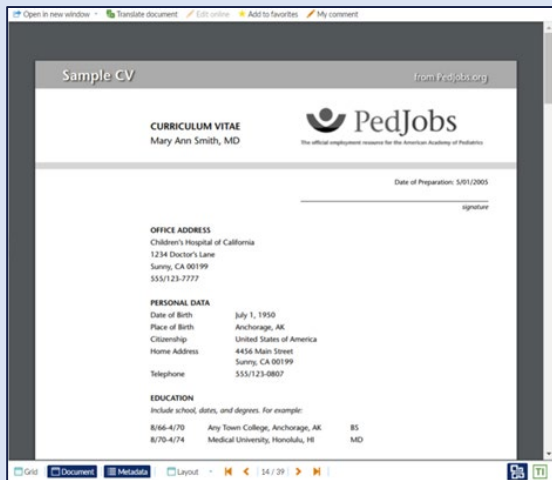 Open in new window Translate document Edit online Add to favorites My comment
Sample CV from PedJobs.org
CURRICULUM VITAE
Mary Ann Smith, MD
PedJobs
The official employment resource for the American Academy of Pediatrics
Date of Preparation: 5/01/2005
signature
OFFICE ADDRESS
Children's Hospital of California
1234 Doctor's Lane
Sunny, CA 00199
555/123-7777
PERSONAL DATA
Date of Birth July 1, 1950
Place of Birth Anchorage, AK
Citizenship United States of America
Home Address 4456 Main Street
Sunny, CA 00199
Telephone 555/123-0807
EDUCATION
Include school, dates, and degrees. For example:
8/66-4/70 Any Town College, Anchorage, AK BS
8/70-4/74 Medical University, Honolulu, HI MD
Grid Document Metadata Layout 14 / 39 TI